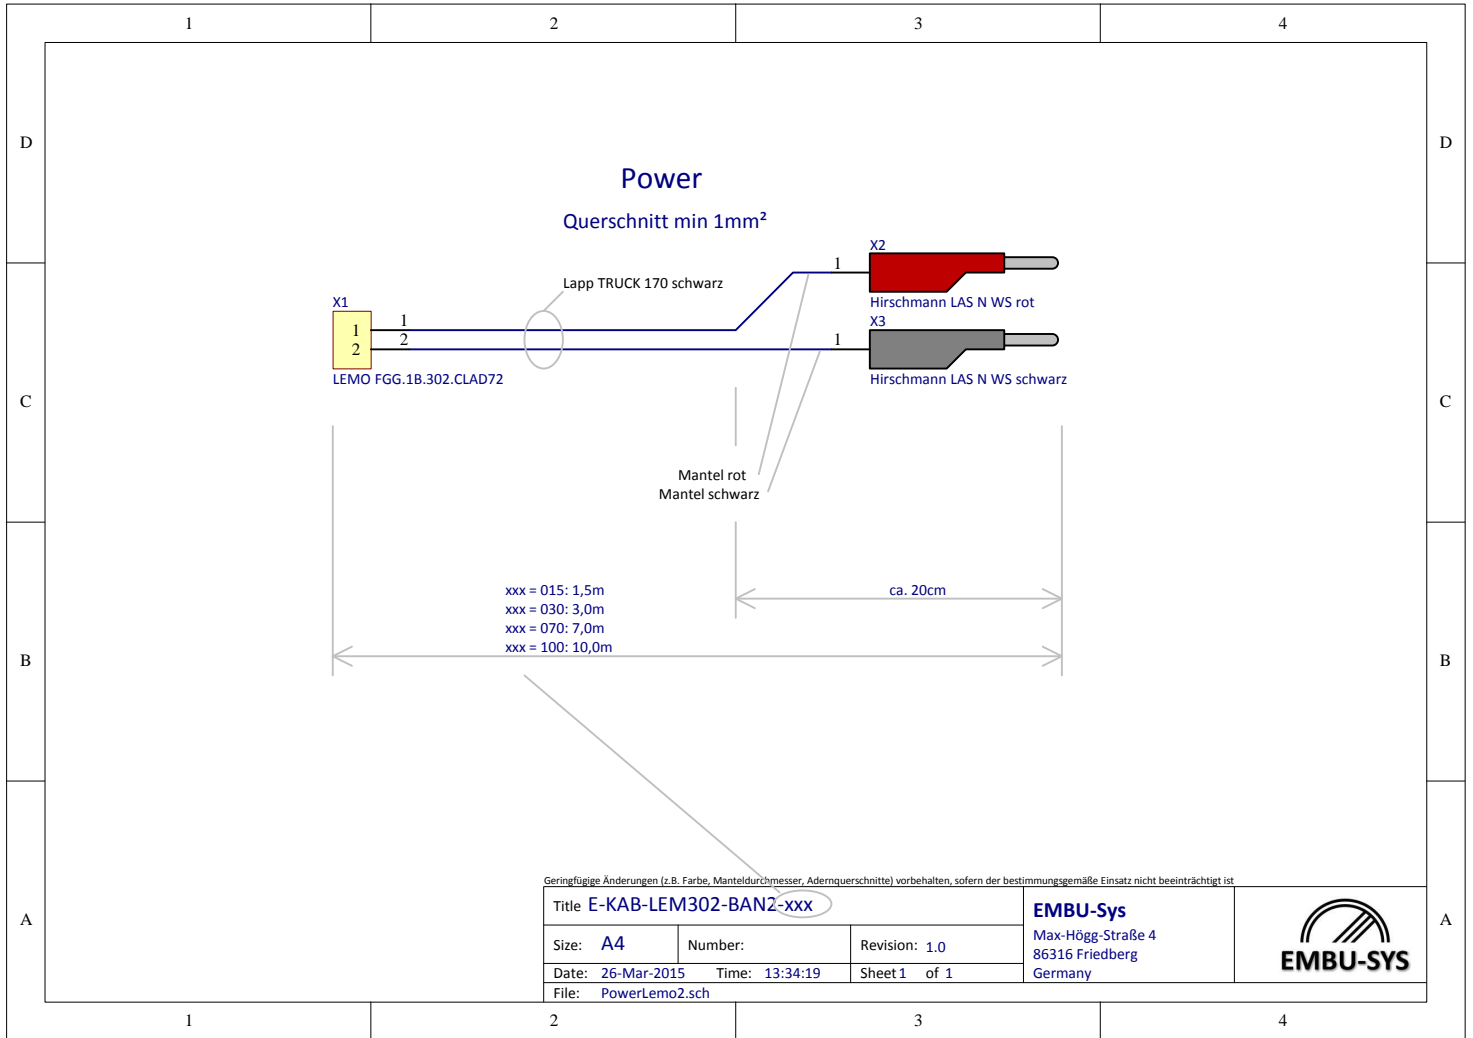 1 2 3 4
D D
Power
Querschnitt min 1mm²
X2
1
Lapp TRUCK 170 schwarz
Hirschmann LAS N WS rot
X1
X3
1 1
2 2
1
LEMO FGG.1B.302.CLAD72
Hirschmann LAS N WS schwarz
C C
Mantel rot
Mantel schwarz
xxx = 015: 1,5m
ca. 20cm
xxx = 030: 3,0m
xxx = 070: 7,0m
xxx = 100: 10,0m
B B
Geringfügige Änderungen (z.B. Farbe, Manteldurchmesser, Adernquerschnitte) vorbehalten, sofern der bestimmungsgemäße Einsatz nicht beeinträchtigt ist
Title E-KAB-LEM302-BAN2-xxx
Size: A4 Number: Revision: 1.0
Date: 26-Mar-2015 Time: 13:34:19 Sheet 1 of 1
File: PowerLemo2.sch
EMBU-Sys
Max-Högg-Straße 4
86316 Friedberg
Germany
EMBU-SYS
A A
1 2 3 4